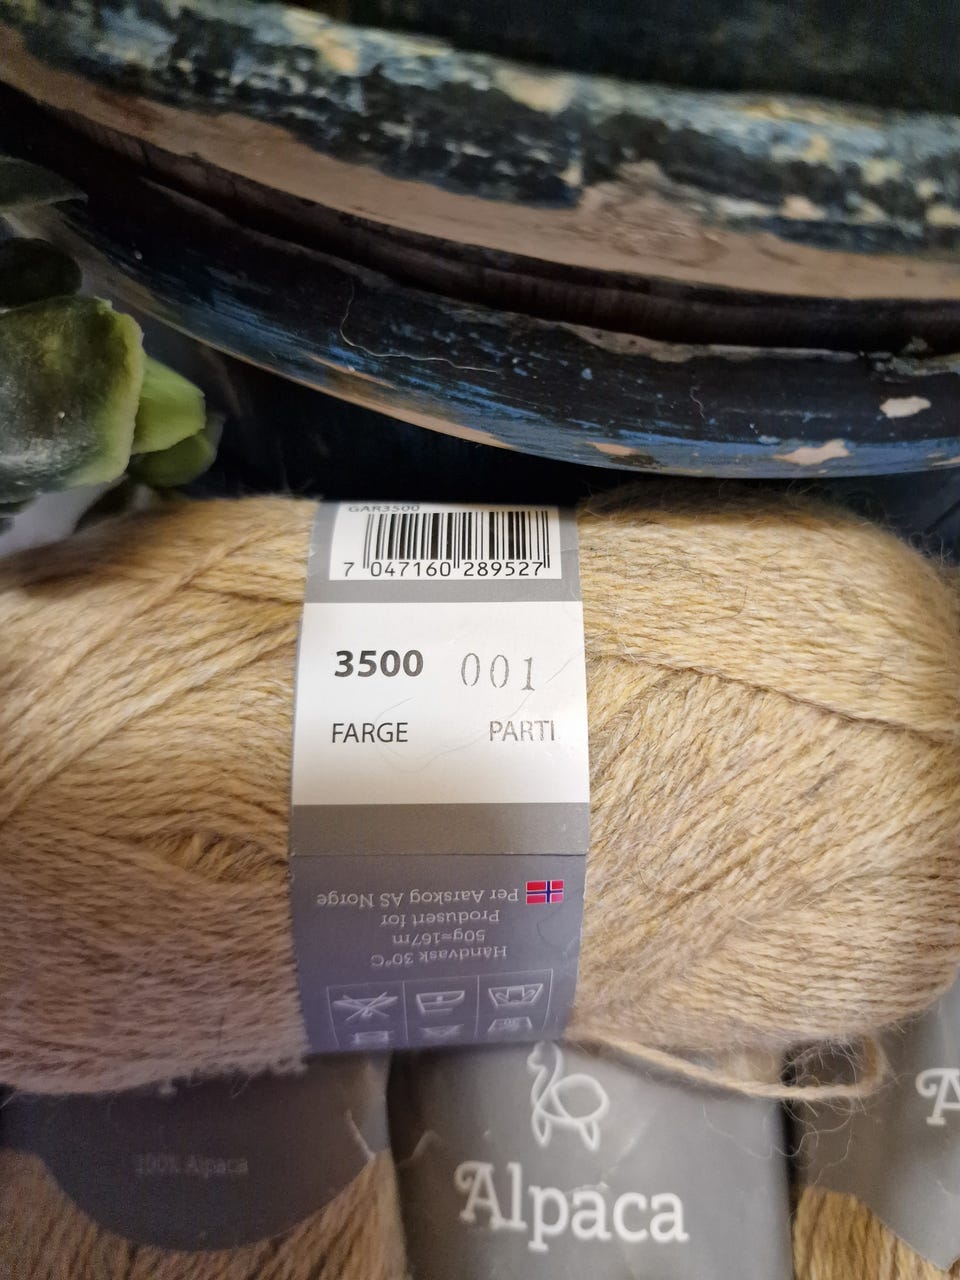 GAR3500
7 047160 289527
3500 001
FARGE PARTI
Per Aarskog AS Norge
Produsert for
50g=167m
Håndvask 30°C
100% Alpaca
Alpaca
A